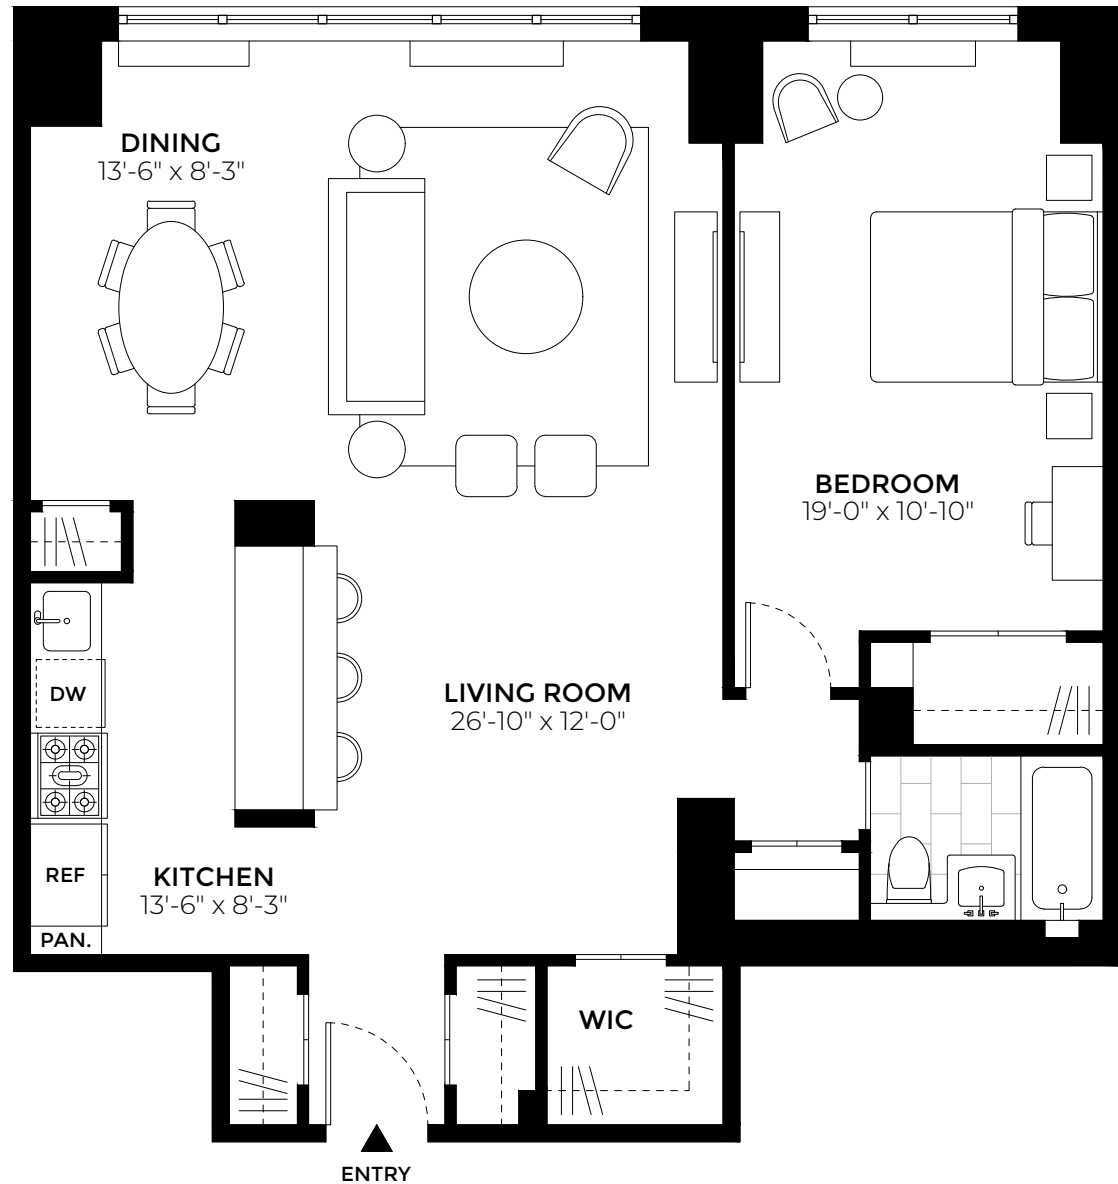 DINING
13'-6" x 8'-3"
BEDROOM
19'-0" x 10'-10"
DW
LIVING ROOM
26'-10" x 12'-0"
REF
KITCHEN
13'-6" x 8'-3"
PAN.
WIC
ENTRY